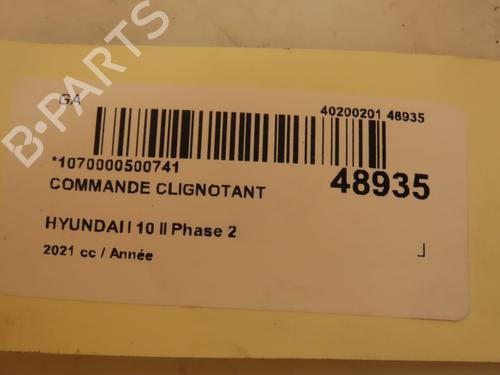 GA
40200201 48935
*1070000500741
COMMANDE CLIGNOTANT
48935
HYUNDAI I 10 II Phase 2
2021 cc / Année
B-PARTS